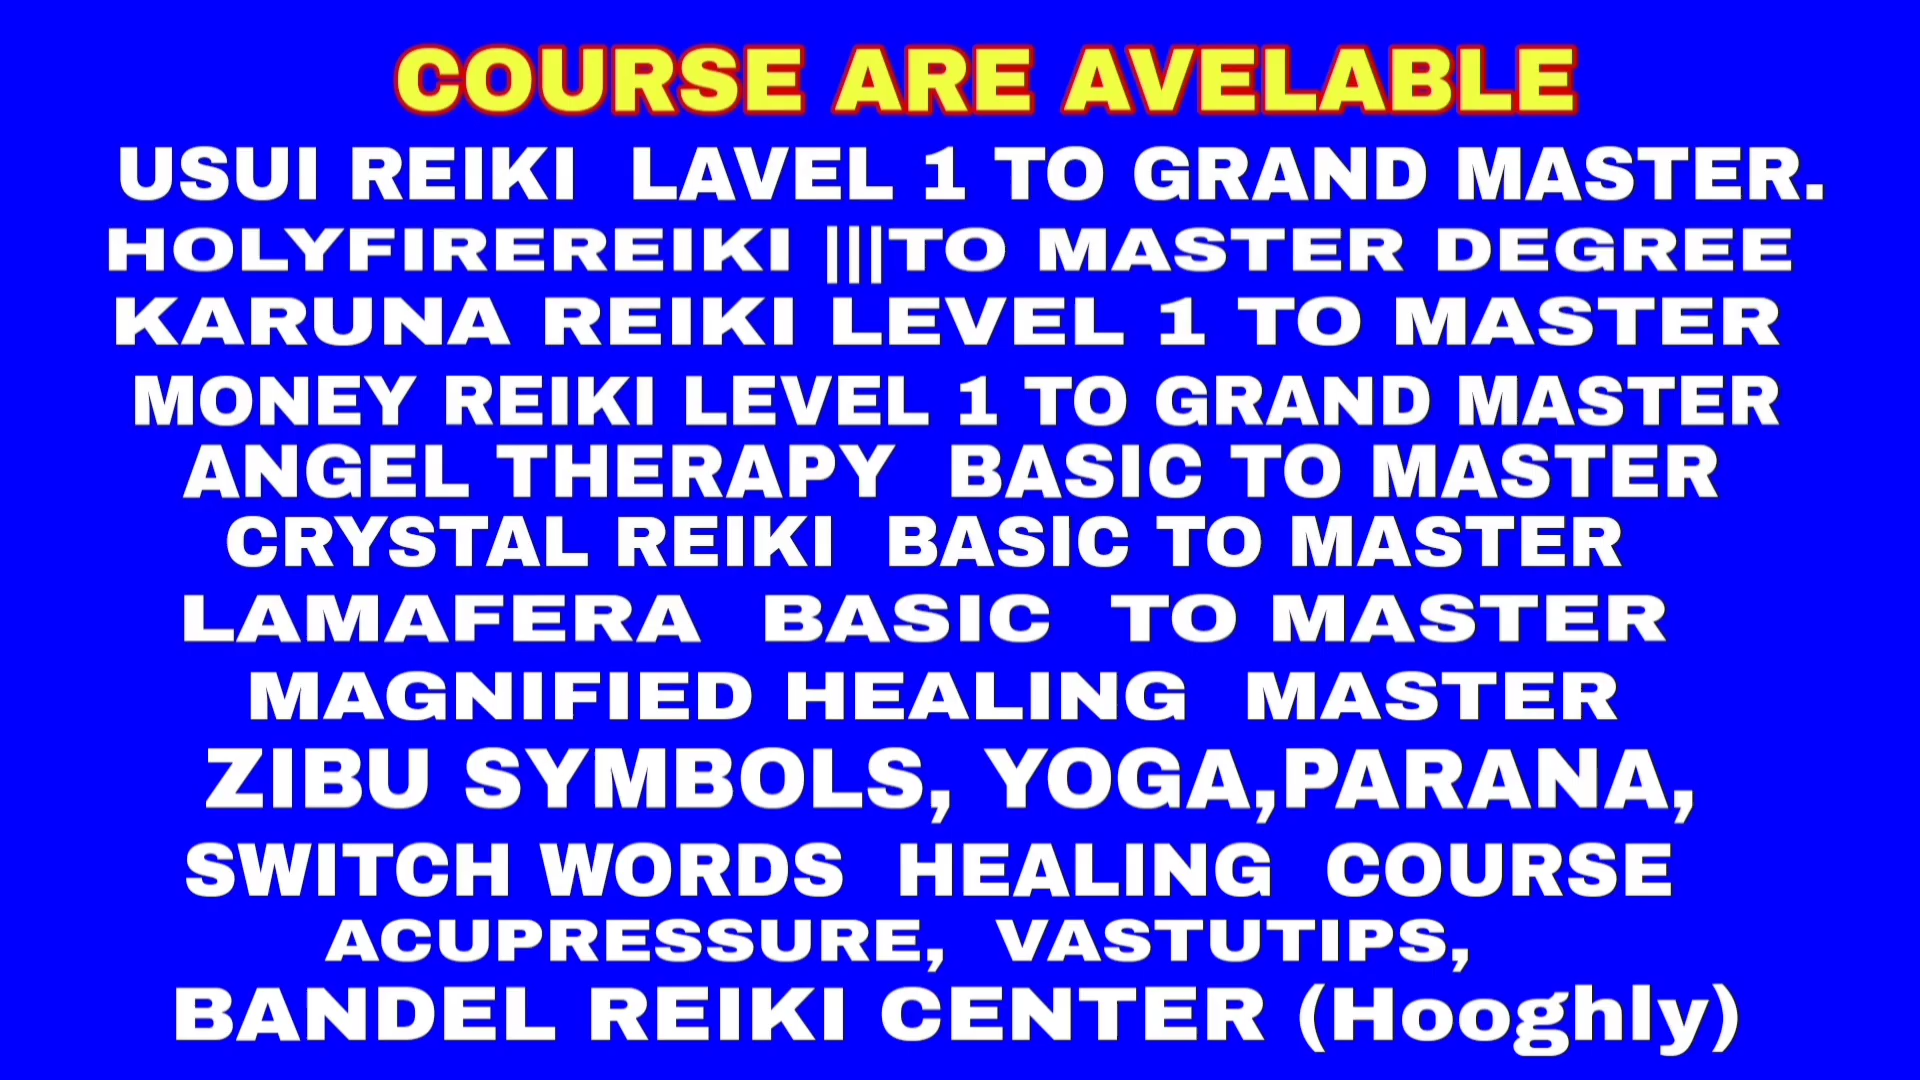 COURSE ARE AVELABLE
USUI REIKI LAVEL 1 TO GRAND MASTER.
HOLYFIREREIKI |||TO MASTER DEGREE
KARUNA REIKI LEVEL 1 TO MASTER
MONEY REIKI LEVEL 1 TO GRAND MASTER
ANGEL THERAPY BASIC TO MASTER
CRYSTAL REIKI BASIC TO MASTER
LAMAFERA BASIC TO MASTER
MAGNIFIED HEALING MASTER
ZIBU SYMBOLS, YOGA,PARANA,
SWITCH WORDS HEALING COURSE
ACUPRESSURE, VASTUTIPS,
BANDEL REIKI CENTER (Hooghly)